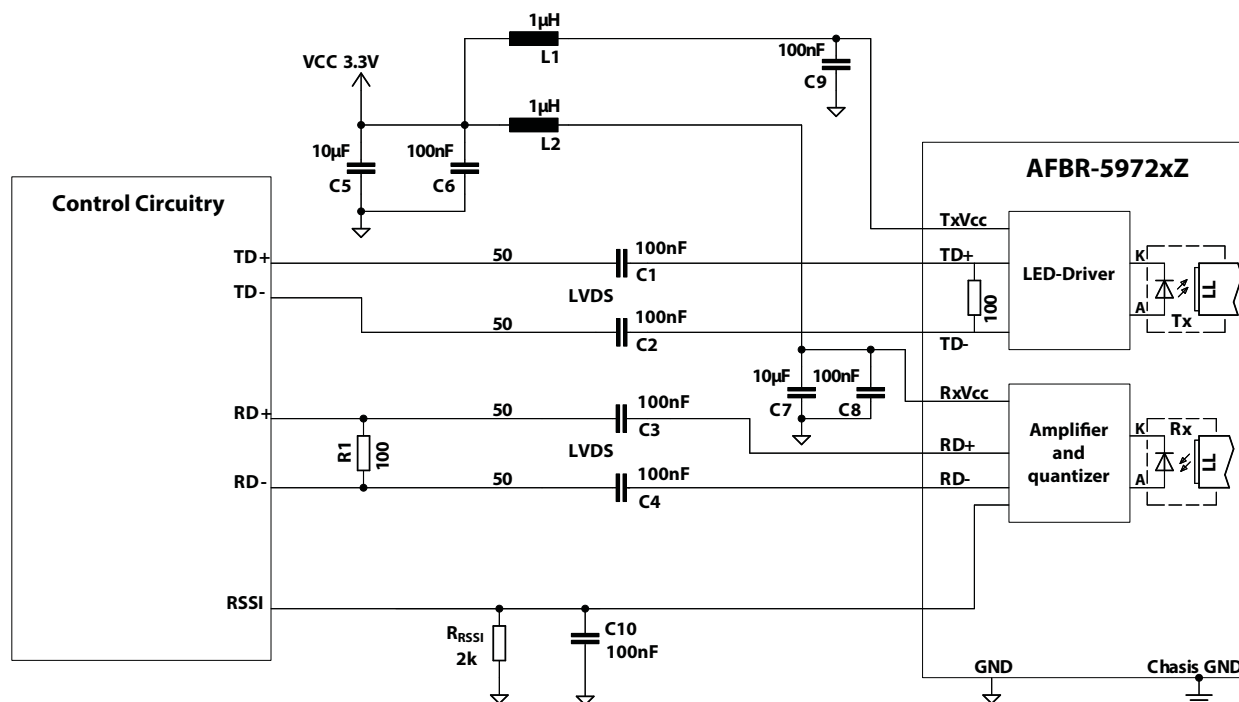 1µH
L1
VCC 3.3V
100nF
C9
1µH
L2
10µF
C5
100nF
C6
AFBR-5972xZ
Control Circuitry
TxVcc
TD+
50
100nF
C1
TD+
LED-Driver
K
LL
TD-
LVDS
100
A
Tx
50
100nF
C2
TD-
10µF
C7
100nF
C8
RxVcc
RD+
50
100nF
C3
RD+
Amplifier
and
quantizer
K
Rx
LL
R1
100
LVDS
RD-
50
100nF
C4
RD-
A
RSSI
RRSSI
2k
C10
100nF
GND
Chasis GND